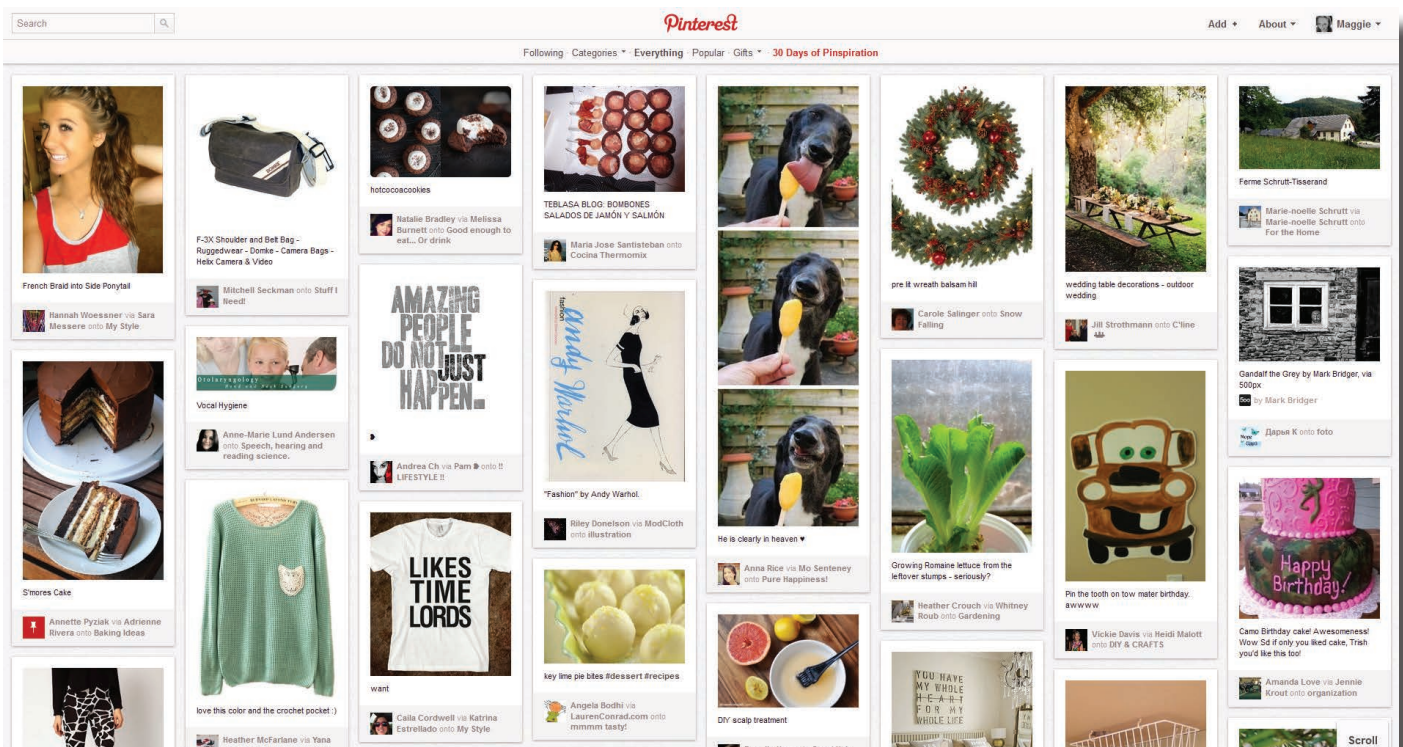 Search
Pinterest
Add +
About
Maggie
Following · Categories · Everything · Popular · Gifts · 30 Days of Pinspiration
French Braid into Side Ponytail
Hannah Woessner via Sara
Messere onto My Style
S'mores Cake
Annette Pyziak via Adrienne
Rivera onto Baking Ideas
F-3X Shoulder and Belt Bag -
Ruggedwear - Domke - Camera Bags -
Helix Camera & Video
Mitchell Seckman onto Stuff I
Need!
Otolaryngology
Head and Neck Surgery
Vocal Hygiene
Anne-Marie Lund Andersen
onto Speech, hearing and
reading science.
love this color and the crochet pocket :)
Heather McFarlane via Yana
hotcocoacookies
Natalie Bradley via Melissa
Burnett onto Good enough to
eat... Or drink
AMAZING
PEOPLE
DO NOT JUST
HAPPEN...
Andrea Ch via Pam onto !!
LIFESTYLE !!
LIKES
TIME
LORDS
want
Caila Cordwell via Katrina
Estrellado onto My Style
TEBLASA BLOG: BOMBONES
SALADOS DE JAMÓN Y SALMÓN
Maria Jose Santisteban onto
Cocina Thermomix
fashion
andy Warhol
"Fashion" by Andy Warhol.
Riley Donelson via ModCloth
onto illustration
key lime pie bites #dessert #recipes
Angela Bodhi via
LaurenConrad.com onto
mmmm tasty!
He is clearly in heaven ♥
Anna Rice via Mo Senteney
onto Pure Happiness!
DIY scalp treatment
pre lit wreath balsam hill
Carole Salinger onto Snow
Falling
Growing Romaine lettuce from the
leftover stumps - seriously?
Heather Crouch via Whitney
Roub onto Gardening
YOU HAVE
MY WHOLE
HEART
FOR MY
WHOLE LIFE
wedding table decorations - outdoor
wedding
Jill Strothmann onto C'line
Pin the tooth on tow mater birthday.
awwww
Vickie Davis via Heidi Malott
onto DIY & CRAFTS
Ferme Schrutt-Tisserand
Marie-noelle Schrutt via
Marie-noelle Schrutt onto
For the Home
Gandalf the Grey by Mark Bridger, via
500px
500 by Mark Bridger
Дарья К onto foto
Happy
Birthday!
Camo Birthday cake! Awesomeness!
Wow Sd if only you liked cake, Trish
you'd like this too!
Amanda Love via Jennie
Krout onto organization
Scroll